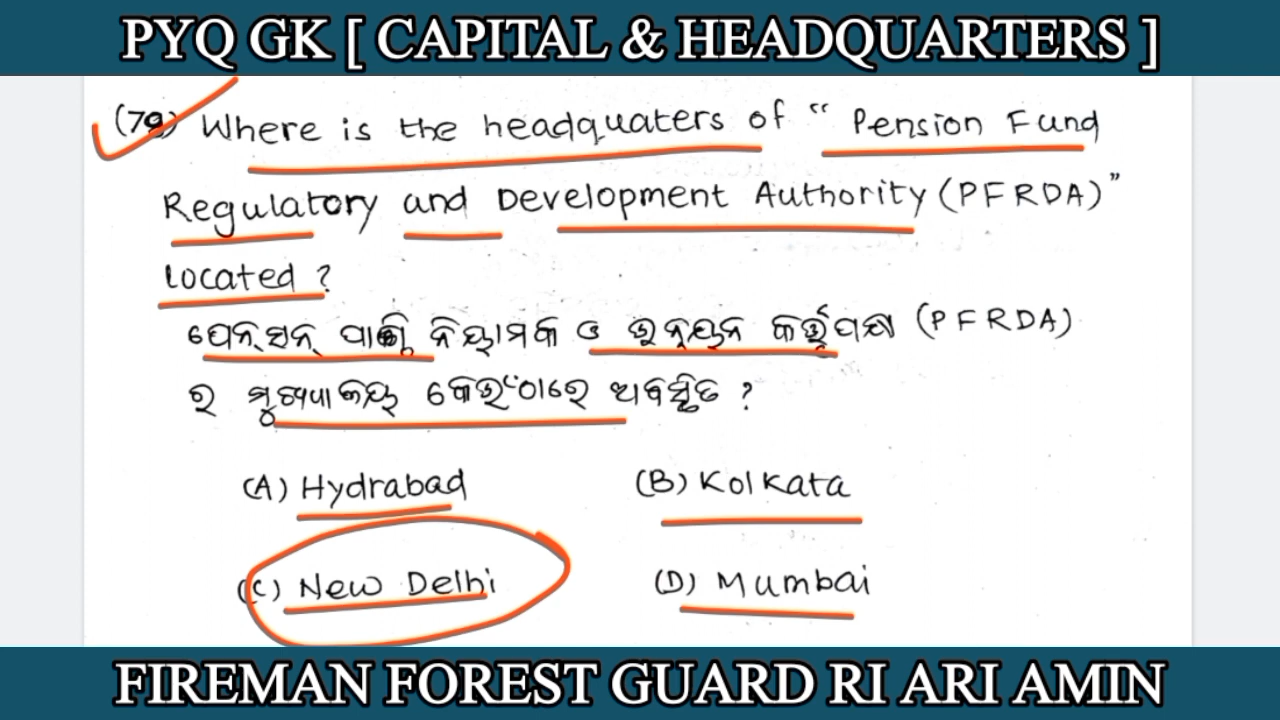 PYQ GK [ CAPITAL & HEADQUARTERS ]
(79) Where is the headquaters of “ Pension Fund
Regulatory and Development Authority (PFRDA)”
located ?
ପେନ୍‌ସନ୍ ପାଣ୍ଠି ନିୟାମକ ଓ ଉନ୍ନୟନ କର୍ତ୍ତୃପକ୍ଷ (PFRDA)
ର ମୁଖ୍ୟାଳୟ କେଉଁଠାରେ ଅବସ୍ଥିତ ?
(A) Hydrabad (B) Kolkata
(C) New Delhi (D) Mumbai
FIREMAN FOREST GUARD RI ARI AMIN